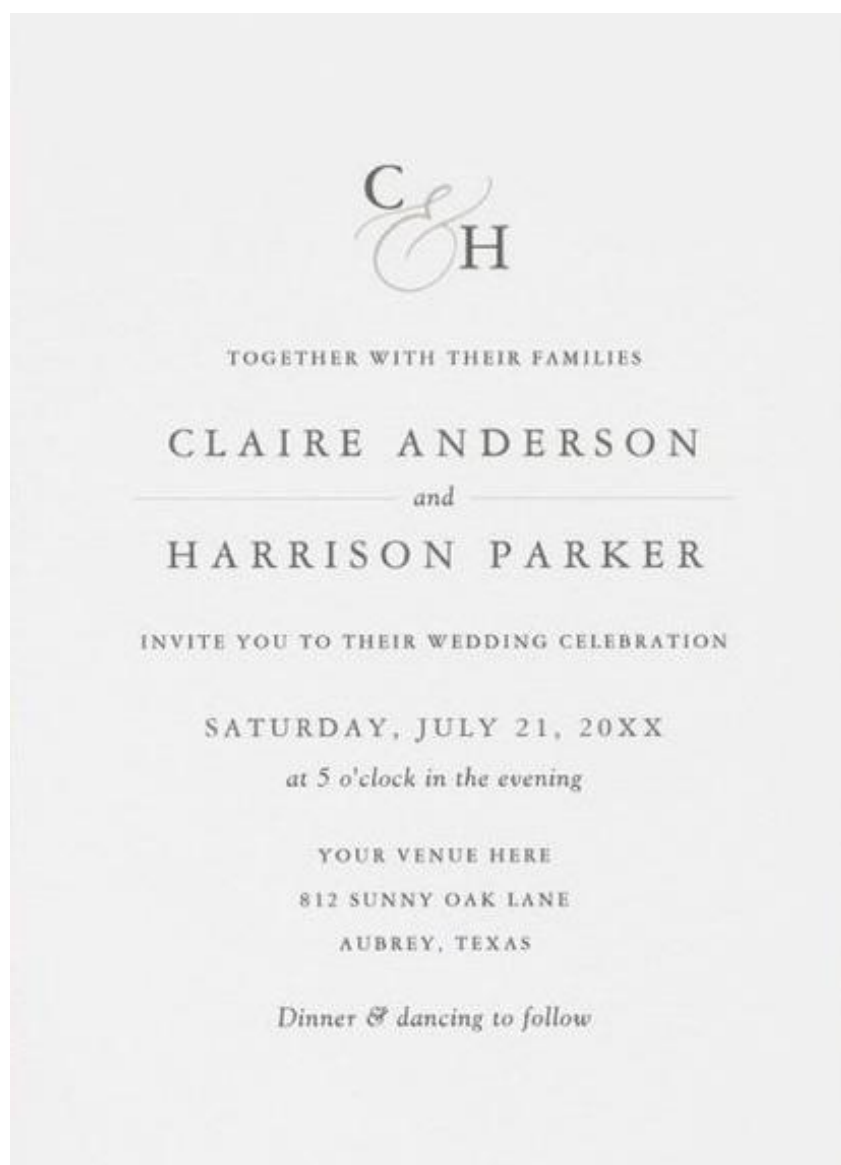 C
&
H
TOGETHER WITH THEIR FAMILIES
CLAIRE ANDERSON
and
HARRISON PARKER
INVITE YOU TO THEIR WEDDING CELEBRATION
SATURDAY, JULY 21, 20XX
at 5 o'clock in the evening
YOUR VENUE HERE
812 SUNNY OAK LANE
AUBREY, TEXAS
Dinner & dancing to follow